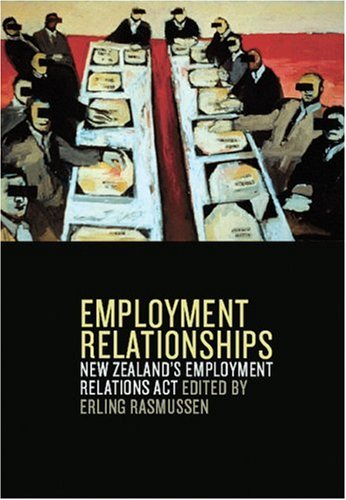 EMPLOYMENT
RELATIONSHIPS
NEW ZEALAND'S EMPLOYMENT
RELATIONS ACT EDITED BY
ERLING RASMUSSEN